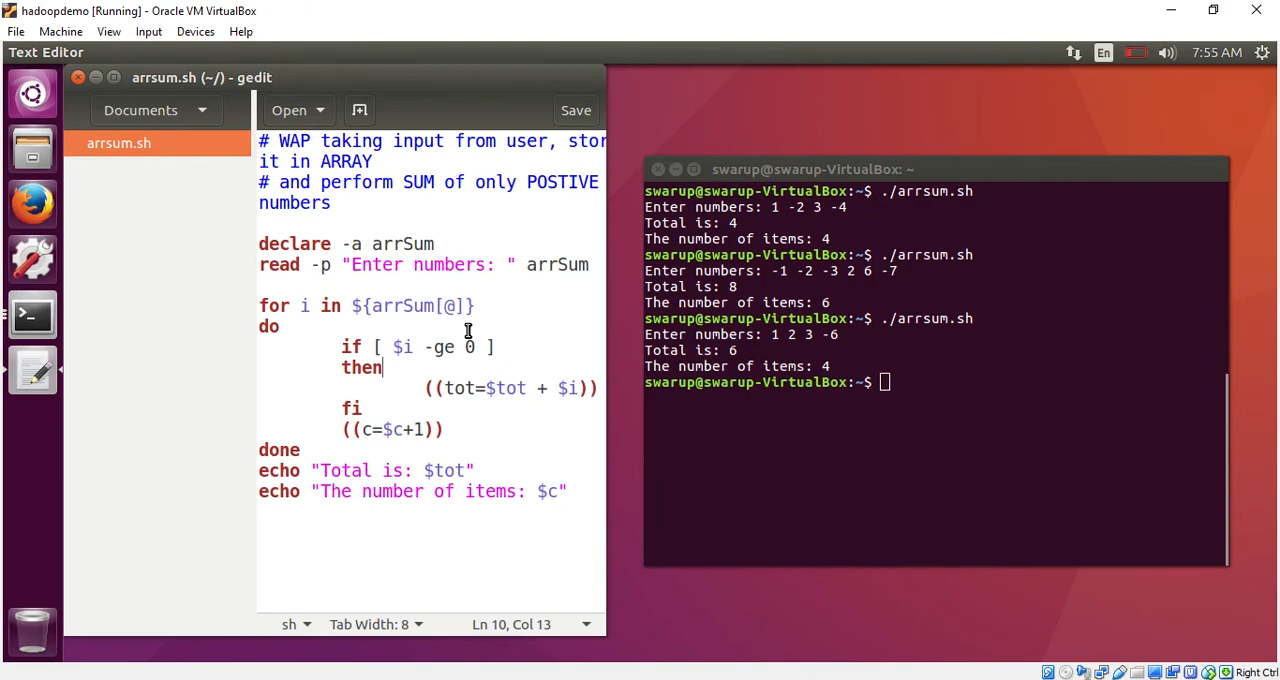 hadoopdemo [Running] - Oracle VM VirtualBox
File Machine View Input Devices Help
Text Editor
En
7:55 AM
arrsum.sh (~/) - gedit
Documents
Open
Save
arrsum.sh
# WAP taking input from user, stor
it in ARRAY
# and perform SUM of only POSTIVE
numbers
declare -a arrSum
read -p "Enter numbers: " arrSum
for i in ${arrSum[@]}
do
if [ $i -ge 0 ]
then
((tot=$tot + $i))
fi
((c=$c+1))
done
echo "Total is: $tot"
echo "The number of items: $c"
sh
Tab Width: 8
Ln 10, Col 13
swarup@swarup-VirtualBox: ~
swarup@swarup-VirtualBox:~$ ./arrsum.sh
Enter numbers: 1 -2 3 -4
Total is: 4
The number of items: 4
swarup@swarup-VirtualBox:~$ ./arrsum.sh
Enter numbers: -1 -2 -3 2 6 -7
Total is: 8
The number of items: 6
swarup@swarup-VirtualBox:~$ ./arrsum.sh
Enter numbers: 1 2 3 -6
Total is: 6
The number of items: 4
swarup@swarup-VirtualBox:~$
Right Ctrl